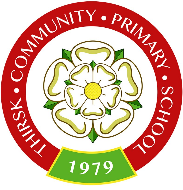 THIRSK • COMMUNITY • PRIMARY • SCHOOL
1979